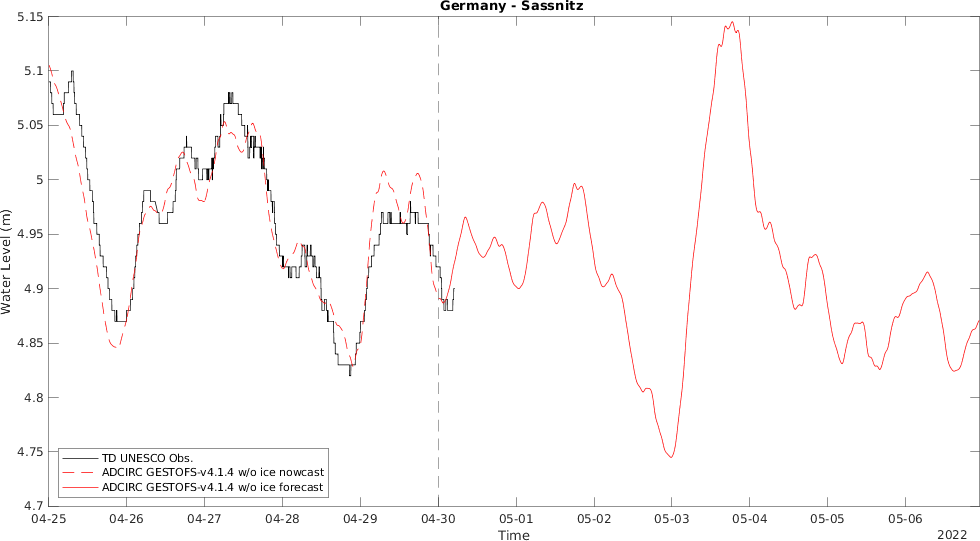 Germany - Sassnitz
5.15
5.1
5.05
5
4.95
4.9
4.85
4.8
4.75
4.7
Water Level (m)
TD UNESCO Obs.
ADCIRC GESTOFS-v4.1.4 w/o ice nowcast
ADCIRC GESTOFS-v4.1.4 w/o ice forecast
04-25 04-26 04-27 04-28 04-29 04-30 05-01 05-02 05-03 05-04 05-05 05-06
Time
2022